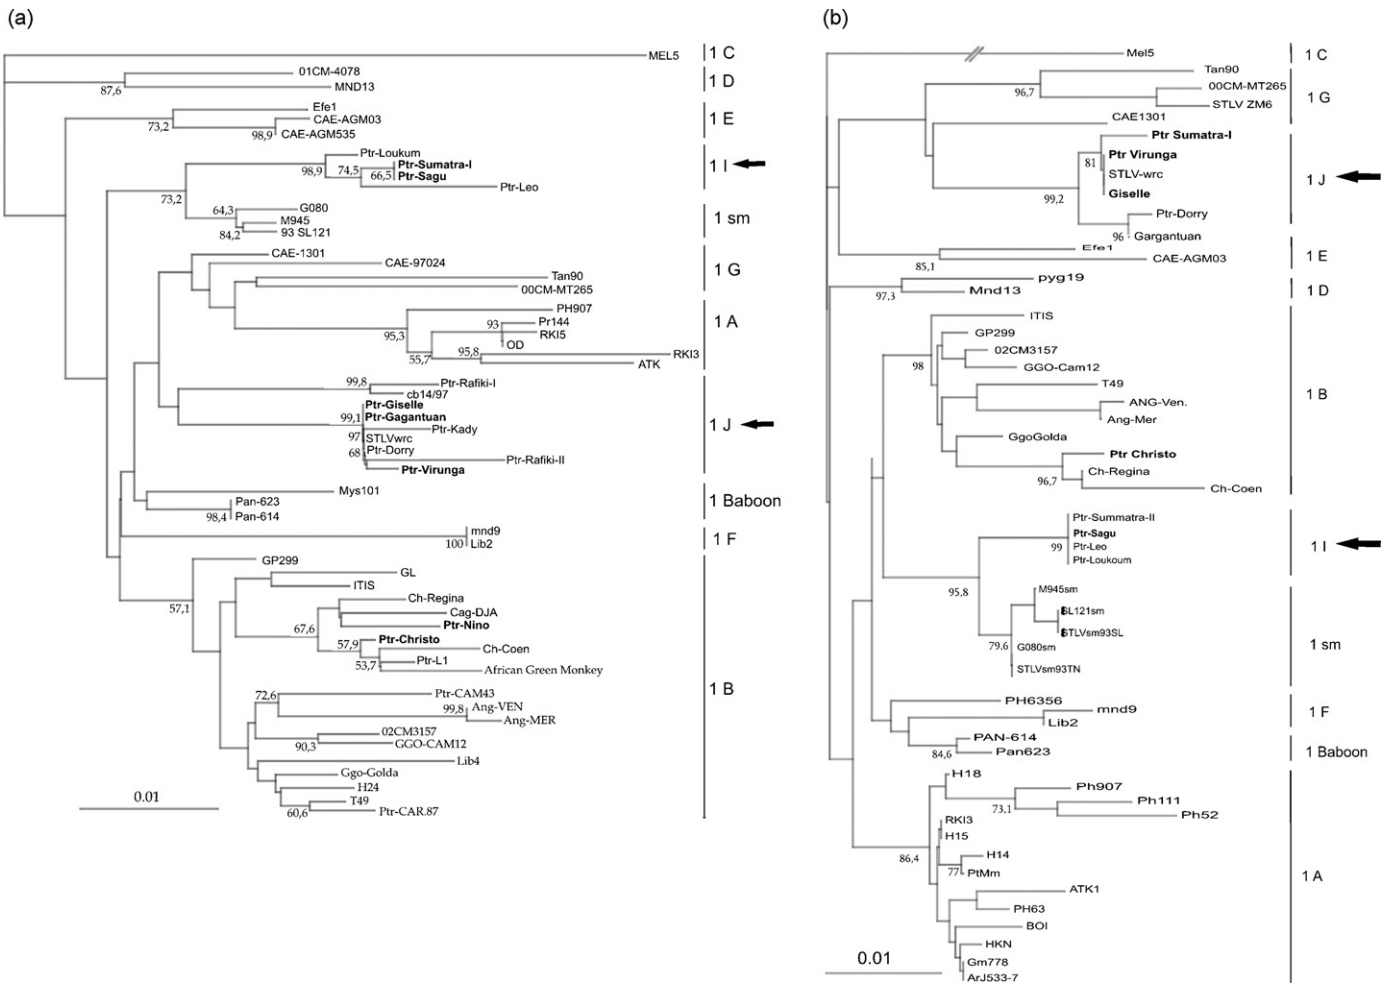 (a)
MEL5
1 C
01CM-4078
87,6
MND13
1 D
Efe1
73,2
CAE-AGM03
98,9
CAE-AGM535
1 E
Ptr-Loukum
98,9
74,5
Ptr-Sumatra-I
66,5
Ptr-Sagu
Ptr-Leo
1 I
73,2
64,3
G080
M945
84,2
93 SL121
1 sm
CAE-1301
CAE-97024
Tan90
00CM-MT265
1 G
PH907
93
Pr144
RKI5
95,3
OD
55,7
95,8
RKI3
ATK
1 A
99,8
Ptr-Rafiki-I
cb14/97
Ptr-Giselle
99,1
Ptr-Gagantuan
Ptr-Kady
97
STLVwrc
68
Ptr-Dorry
Ptr-Rafiki-II
Ptr-Virunga
1 J
Mys101
Pan-623
98,4
Pan-614
1 Baboon
mnd9
100
Lib2
1 F
GP299
57,1
GL
ITIS
Ch-Regina
Cag-DJA
67,6
Ptr-Nino
57,9
Ptr-Christo
Ch-Coen
53,7
Ptr-L1
African Green Monkey
72,6
Ptr-CAM43
99,8
Ang-VEN
Ang-MER
02CM3157
90,3
GGO-CAM12
Lib4
Ggo-Golda
H24
T49
60,6
Ptr-CAR.87
1 B
0.01
(b)
Mel5
1 C
Tan90
96,7
00CM-MT265
STLV ZM6
1 G
CAE1301
Ptr Sumatra-I
Ptr Virunga
81
STLV-wrc
99,2
Giselle
Ptr-Dorry
96
Gargantuan
1 J
Efe1
85,1
CAE-AGM03
1 E
pyg19
97,3
Mnd13
1 D
ITIS
GP299
02CM3157
98
GGO-Cam12
T49
ANG-Ven.
Ang-Mer
GgoGolda
Ptr Christo
Ch-Regina
96,7
Ch-Coen
1 B
Ptr-Summatra-II
Ptr-Sagu
99
Ptr-Leo
Ptr-Loukoum
1 I
95,8
M945sm
SL121sm
STLVsm93SL
79,6
G080sm
STLVsm93TN
1 sm
PH6356
mnd9
Lib2
1 F
PAN-614
84,6
Pan623
1 Baboon
H18
Ph907
73,1
Ph111
Ph52
RKI3
H15
86,4
H14
77
PtMm
ATK1
PH63
BOI
HKN
Gm778
ArJ533-7
1 A
0.01